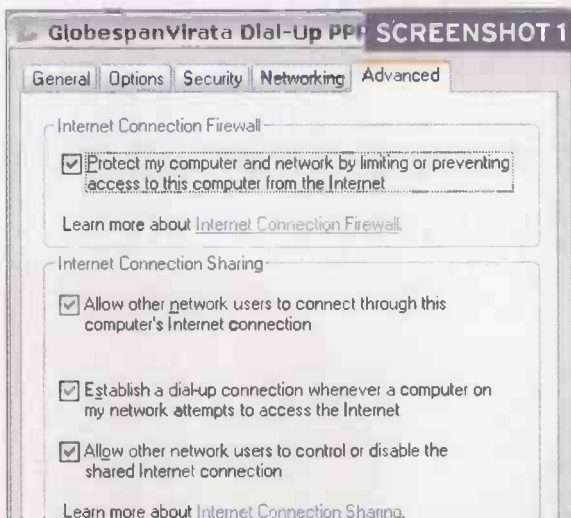 GlobespanVirata Dial-Up PPP
SCREENSHOT 1
General Options Security Networking Advanced
Internet Connection Firewall
Protect my computer and network by limiting or preventing
access to this computer from the Internet
Learn more about Internet Connection Firewall.
Internet Connection Sharing
Allow other network users to connect through this
computer's Internet connection
Establish a dial-up connection whenever a computer on
my network attempts to access the Internet
Allow other network users to control or disable the
shared Internet connection
Learn more about Internet Connection Sharing.